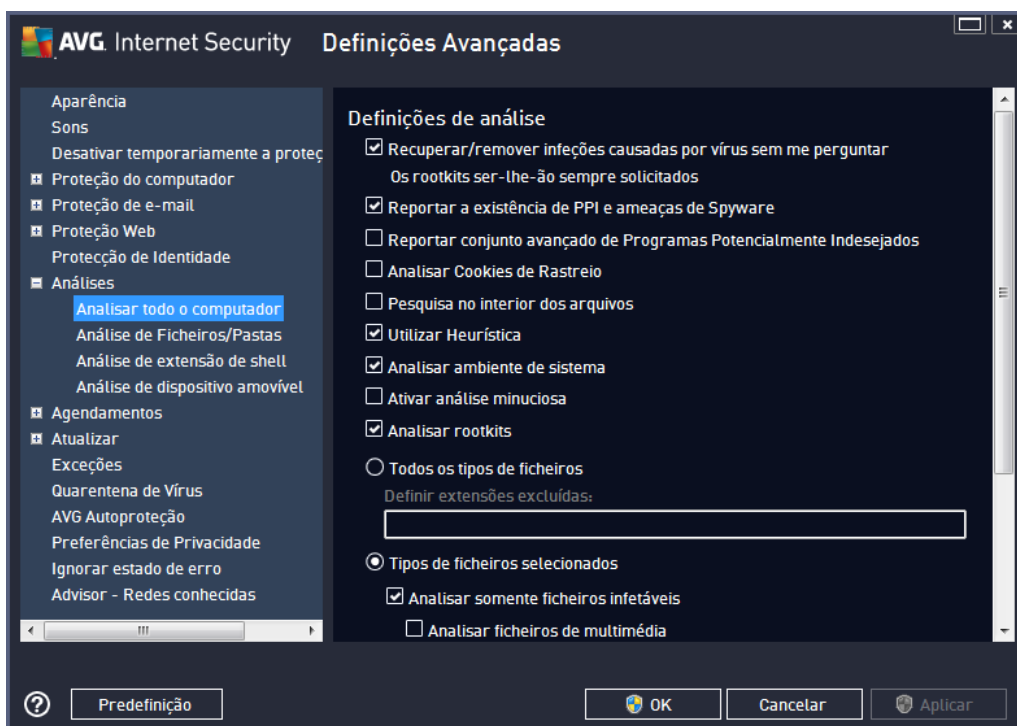 AVG. Internet Security Definições Avançadas
Aparência
Sons
Desativar temporariamente a proteç
Proteção do computador
Proteção de e-mail
Proteção Web
Protecção de Identidade
Análises
Analisar todo o computador
Análise de Ficheiros/Pastas
Análise de extensão de shell
Análise de dispositivo amovível
Agendamentos
Atualizar
Exceções
Quarentena de Vírus
AVG Autoproteção
Preferências de Privacidade
Ignorar estado de erro
Advisor - Redes conhecidas
Definições de análise
Recuperar/remover infeções causadas por vírus sem me perguntar
Os rootkits ser-lhe-ão sempre solicitados
Reportar a existência de PPI e ameaças de Spyware
Reportar conjunto avançado de Programas Potencialmente Indesejados
Analisar Cookies de Rastreio
Pesquisa no interior dos arquivos
Utilizar Heurística
Analisar ambiente de sistema
Ativar análise minuciosa
Analisar rootkits
Todos os tipos de ficheiros
Definir extensões excluídas:
Tipos de ficheiros selecionados
Analisar somente ficheiros infetáveis
Analisar ficheiros de multimédia
Predefinição
OK
Cancelar
Aplicar